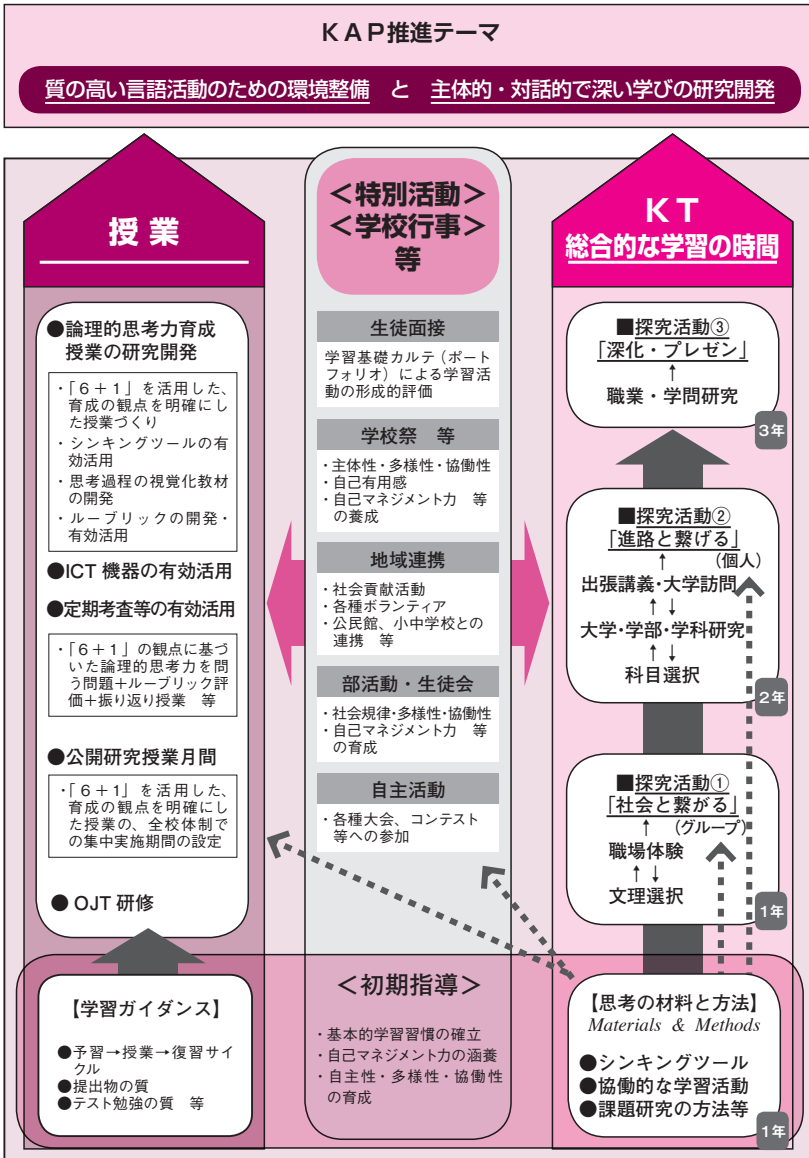 KAP推進テーマ
質の高い言語活動のための環境整備 と 主体的・対話的で深い学びの研究開発
授業
●論理的思考力育成
授業の研究開発
・「6+1」を活用した、
育成の観点を明確にし
た授業づくり
・シンキングツールの有
効活用
・思考過程の視覚化教材
の開発
・ルーブリックの開発・
有効活用
●ICT 機器の有効活用
●定期考査等の有効活用
・「6+1」の観点に基づ
いた論理的思考力を問
う問題+ルーブリック評
価+振り返り授業 等
●公開研究授業月間
・「6+1」を活用した、
育成の観点を明確にし
た授業の、全校体制で
の集中実施期間の設定
● OJT 研修
【学習ガイダンス】
●予習→授業→復習サイ
クル
●提出物の質
●テスト勉強の質 等
<特別活動>
<学校行事>
等
生徒面接
学習基礎カルテ(ポート
フォリオ)による学習活
動の形成的評価
学校祭 等
・主体性・多様性・協働性
・自己有用感
・自己マネジメント力 等
の養成
地域連携
・社会貢献活動
・各種ボランティア
・公民館、小中学校との
連携 等
部活動・生徒会
・社会規律・多様性・協働性
・自己マネジメント力 等
の育成
自主活動
・各種大会、コンテスト
等への参加
<初期指導>
・基本的学習習慣の確立
・自己マネジメント力の涵養
・自主性・多様性・協働性
の育成
KT
総合的な学習の時間
■探究活動③
「深化・プレゼン」
↑
職業・学問研究
3年
■探究活動②
「進路と繋げる」
↑ (個人)
出張講義・大学訪問
↑↓
大学・学部・学科研究
↑↓
科目選択
2年
■探究活動①
「社会と繋がる」
↑ (グループ)
職場体験
↑↓
文理選択
1年
【思考の材料と方法】
Materials & Methods
●シンキングツール
●協働的な学習活動
●課題研究の方法等
1年